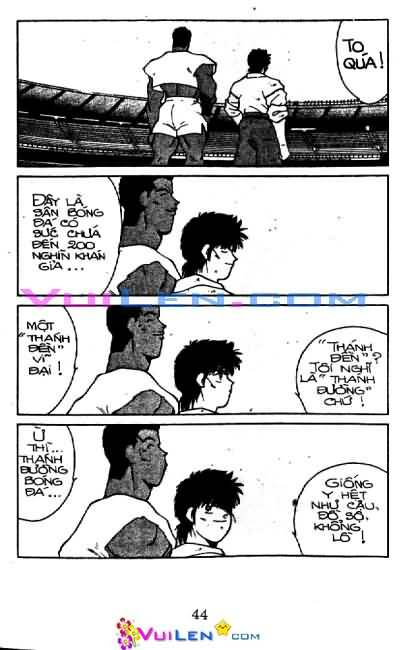 TO
QUÁ!
ĐÂY LÀ
SÂN BÓNG
ĐÁ CÓ
SỨC CHỨA
ĐẾN 200
NGHÌN KHÁN
GIẢ...
VUILEN.COM
MỘT
"THÁNH
ĐỀN"
VĨ
ĐẠI!
"THÁNH
ĐỀN"?
TÔI NGHĨ
LÀ "THÁNH
ĐƯỜNG"
CHỨ!
Ừ
THÌ...
THÁNH
ĐƯỜNG
BÓNG
ĐÁ...
GIỐNG
Y HỆT
NHƯ CẬU,
ĐỒ SỘ,
KHỔNG
LỒ!
44
VUILEN.COM